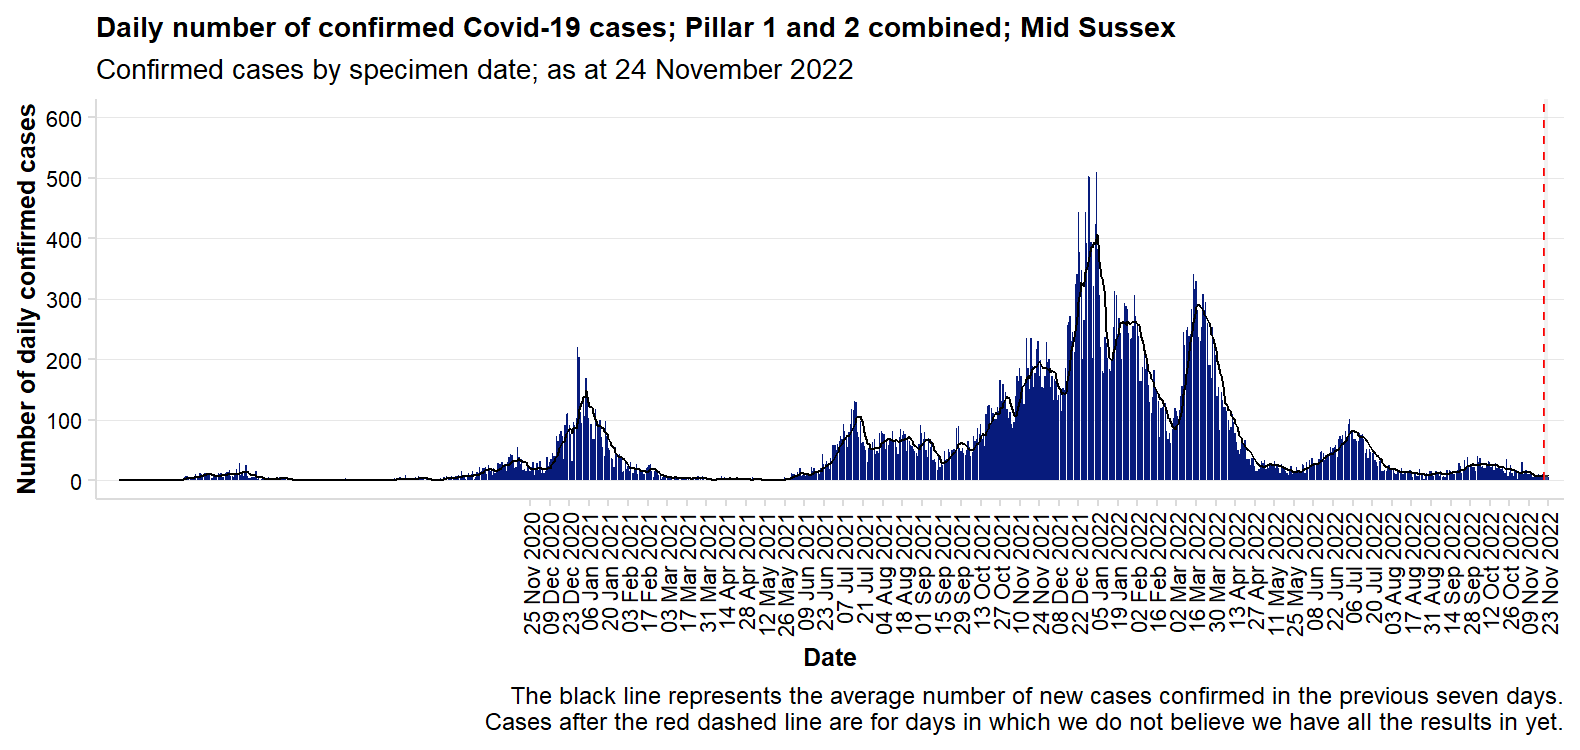 Daily number of confirmed Covid-19 cases; Pillar 1 and 2 combined; Mid Sussex
Confirmed cases by specimen date; as at 24 November 2022
Number of daily confirmed cases
600
500
400
300
200
100
0
25 Nov 2020
09 Dec 2020
23 Dec 2020
06 Jan 2021
20 Jan 2021
03 Feb 2021
17 Feb 2021
03 Mar 2021
17 Mar 2021
31 Mar 2021
14 Apr 2021
28 Apr 2021
12 May 2021
26 May 2021
09 Jun 2021
23 Jun 2021
07 Jul 2021
21 Jul 2021
04 Aug 2021
18 Aug 2021
01 Sep 2021
15 Sep 2021
29 Sep 2021
13 Oct 2021
27 Oct 2021
10 Nov 2021
24 Nov 2021
08 Dec 2021
22 Dec 2021
05 Jan 2022
19 Jan 2022
02 Feb 2022
16 Feb 2022
02 Mar 2022
16 Mar 2022
30 Mar 2022
13 Apr 2022
27 Apr 2022
11 May 2022
25 May 2022
08 Jun 2022
22 Jun 2022
06 Jul 2022
20 Jul 2022
03 Aug 2022
17 Aug 2022
31 Aug 2022
14 Sep 2022
28 Sep 2022
12 Oct 2022
26 Oct 2022
09 Nov 2022
23 Nov 2022
Date
The black line represents the average number of new cases confirmed in the previous seven days.
Cases after the red dashed line are for days in which we do not believe we have all the results in yet.